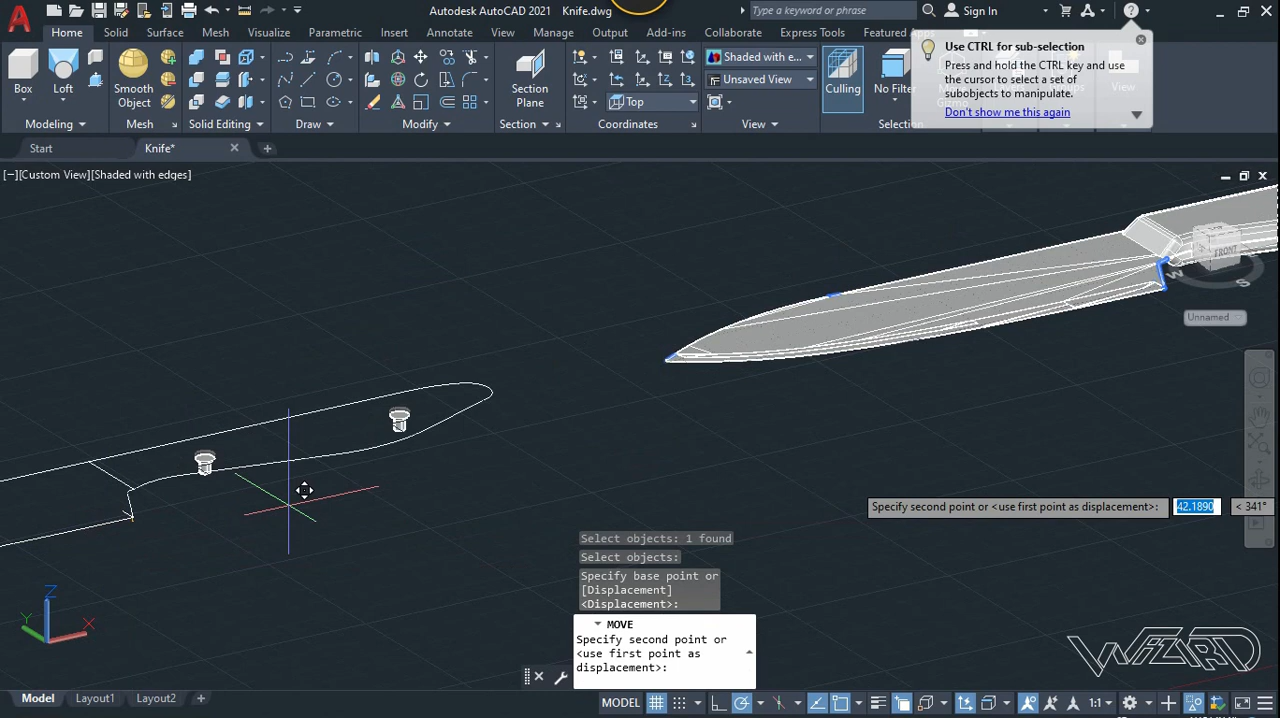 Autodesk AutoCAD 2021 Knife.dwg
Type a keyword or phrase
Sign In
Home Solid Surface Mesh Visualize Parametric Insert Annotate View Manage Output Add-ins Collaborate Express Tools Featured Apps
Use CTRL for sub-selection
Press and hold the CTRL key and use
the cursor to select a set of
subobjects to manipulate.
Don't show me this again
Box
Loft
Smooth
Object
Section
Plane
Top
Shaded with e...
Unsaved View
Culling
No Filter
Modeling
Mesh
Solid Editing
Draw
Modify
Section
Coordinates
View
Selection
Start
Knife*
[−][Custom View][Shaded with edges]
FRONT
W
S
Unnamed
Specify second point or <use first point as displacement>:
42.1890
< 341°
Select objects: 1 found
Select objects:
Specify base point or
[Displacement]
<Displacement>:
MOVE
Specify second point or
<use first point as
displacement>:
Z
Y
X
WIZARD
Model Layout1 Layout2
MODEL
1:1